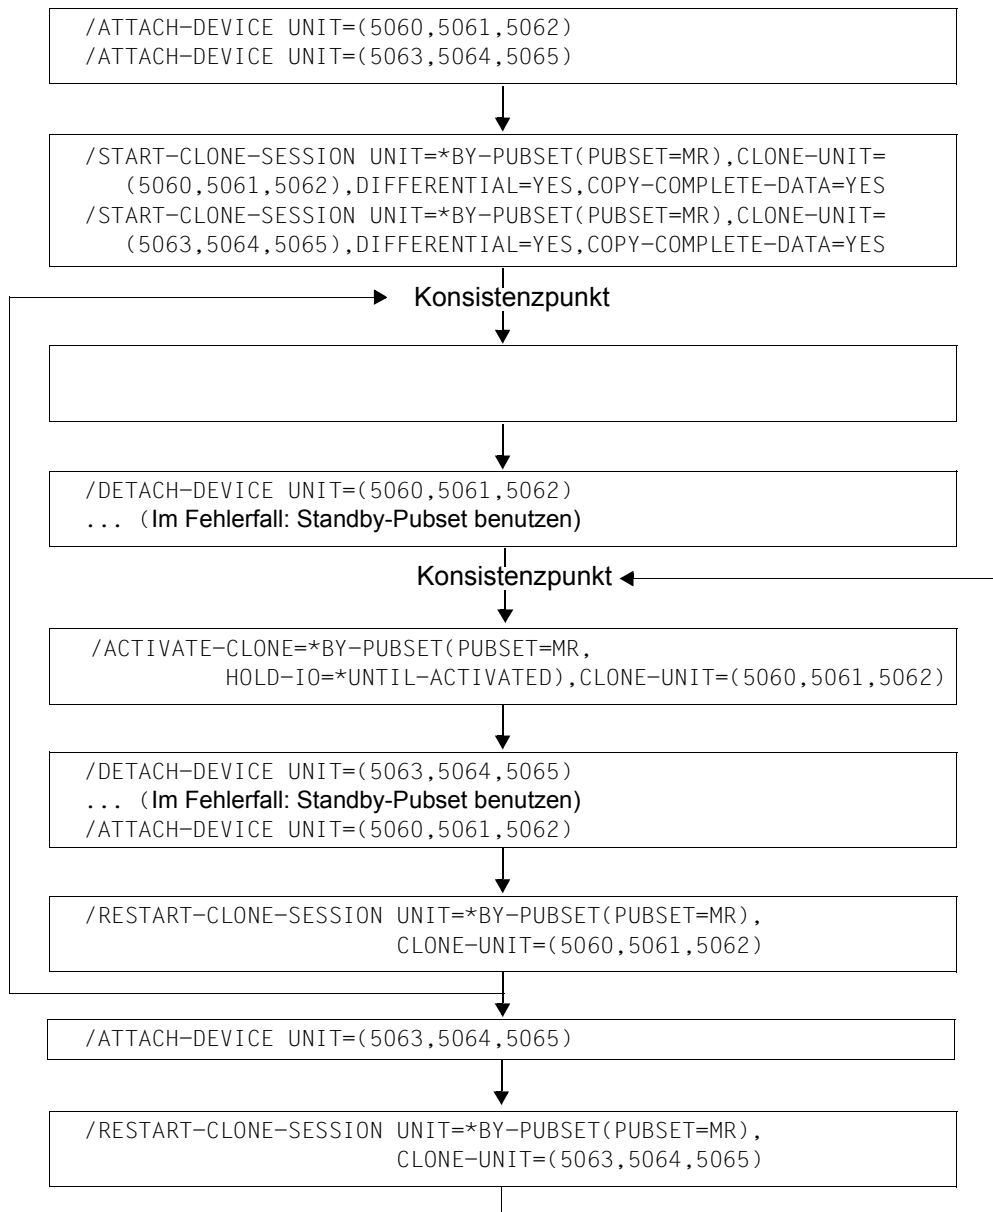 /ATTACH-DEVICE UNIT=(5060,5061,5062)
/ATTACH-DEVICE UNIT=(5063,5064,5065)
/START-CLONE-SESSION UNIT=*BY-PUBSET(PUBSET=MR),CLONE-UNIT=
(5060,5061,5062),DIFFERENTIAL=YES,COPY-COMPLETE-DATA=YES
/START-CLONE-SESSION UNIT=*BY-PUBSET(PUBSET=MR),CLONE-UNIT=
(5063,5064,5065),DIFFERENTIAL=YES,COPY-COMPLETE-DATA=YES
Konsistenzpunkt
/DETACH-DEVICE UNIT=(5060,5061,5062)
... (Im Fehlerfall: Standby-Pubset benutzen)
Konsistenzpunkt
/ACTIVATE-CLONE=*BY-PUBSET(PUBSET=MR,
HOLD-IO=*UNTIL-ACTIVATED),CLONE-UNIT=(5060,5061,5062)
/DETACH-DEVICE UNIT=(5063,5064,5065)
... (Im Fehlerfall: Standby-Pubset benutzen)
/ATTACH-DEVICE UNIT=(5060,5061,5062)
/RESTART-CLONE-SESSION UNIT=*BY-PUBSET(PUBSET=MR),
CLONE-UNIT=(5060,5061,5062)
/ATTACH-DEVICE UNIT=(5063,5064,5065)
/RESTART-CLONE-SESSION UNIT=*BY-PUBSET(PUBSET=MR),
CLONE-UNIT=(5063,5064,5065)